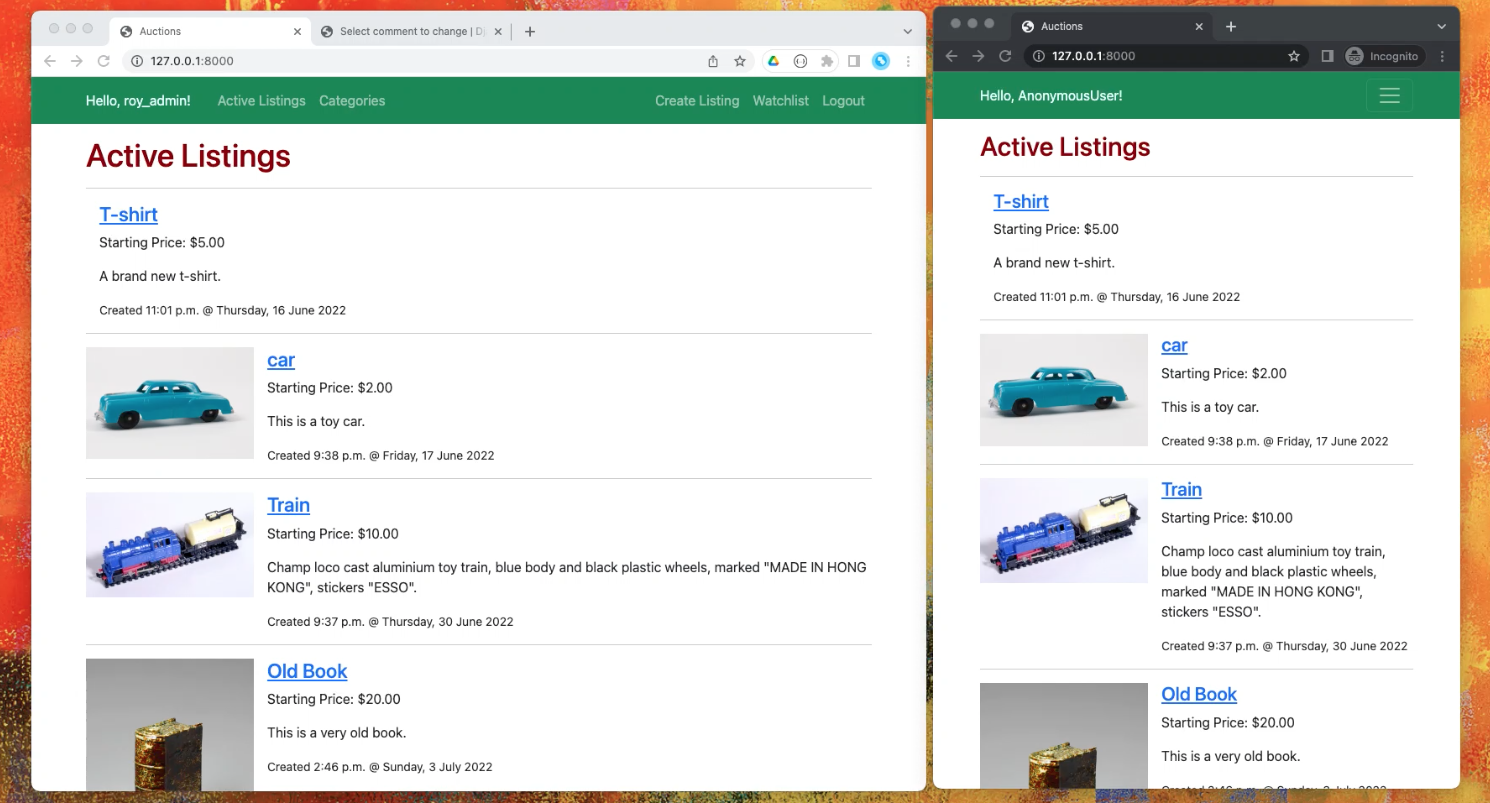 Auctions
Select comment to change | Dj
127.0.0.1:8000
Hello, roy_admin! Active Listings Categories Create Listing Watchlist Logout
Active Listings
T-shirt
Starting Price: $5.00
A brand new t-shirt.
Created 11:01 p.m. @ Thursday, 16 June 2022
car
Starting Price: $2.00
This is a toy car.
Created 9:38 p.m. @ Friday, 17 June 2022
Train
Starting Price: $10.00
Champ loco cast aluminium toy train, blue body and black plastic wheels, marked "MADE IN HONG
KONG", stickers "ESSO".
Created 9:37 p.m. @ Thursday, 30 June 2022
Old Book
Starting Price: $20.00
This is a very old book.
Created 2:46 p.m. @ Sunday, 3 July 2022
Auctions
127.0.0.1:8000
Incognito
Hello, AnonymousUser!
Active Listings
T-shirt
Starting Price: $5.00
A brand new t-shirt.
Created 11:01 p.m. @ Thursday, 16 June 2022
car
Starting Price: $2.00
This is a toy car.
Created 9:38 p.m. @ Friday, 17 June 2022
Train
Starting Price: $10.00
Champ loco cast aluminium toy train,
blue body and black plastic wheels,
marked "MADE IN HONG KONG",
stickers "ESSO".
Created 9:37 p.m. @ Thursday, 30 June 2022
Old Book
Starting Price: $20.00
This is a very old book.
Created 2:46 p.m. @ Sunday, 3 July 2022